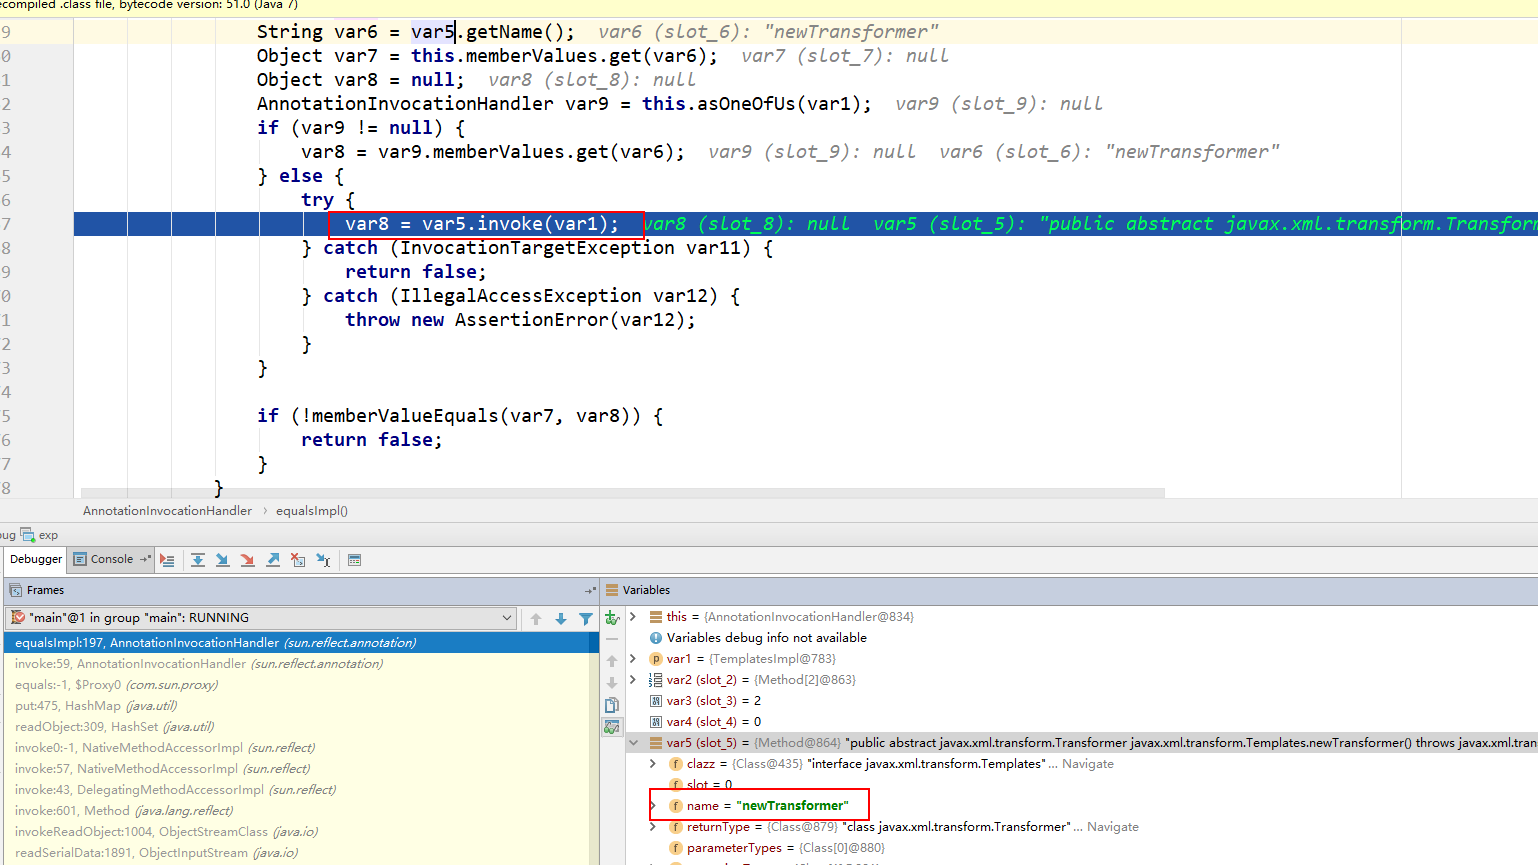 ecompiled .class file, bytecode version: 51.0 (Java 7)
9 String var6 = var5.getName(); var6 (slot_6): "newTransformer"
0 Object var7 = this.memberValues.get(var6); var7 (slot_7): null
1 Object var8 = null; var8 (slot_8): null
2 AnnotationInvocationHandler var9 = this.asOneOfUs(var1); var9 (slot_9): null
3 if (var9 != null) {
4 var8 = var9.memberValues.get(var6); var9 (slot_9): null var6 (slot_6): "newTransformer"
5 } else {
6 try {
7 var8 = var5.invoke(var1); var8 (slot_8): null var5 (slot_5): "public abstract javax.xml.transform.Transform
8 } catch (InvocationTargetException var11) {
9 return false;
0 } catch (IllegalAccessException var12) {
1 throw new AssertionError(var12);
2 }
3 }
4
5 if (!memberValueEquals(var7, var8)) {
6 return false;
7 }
8 }
AnnotationInvocationHandler › equalsImpl()
bug exp
Debugger Console
Frames
"main"@1 in group "main": RUNNING
equalsImpl:197, AnnotationInvocationHandler (sun.reflect.annotation)
invoke:59, AnnotationInvocationHandler (sun.reflect.annotation)
equals:-1, $Proxy0 (com.sun.proxy)
put:475, HashMap (java.util)
readObject:309, HashSet (java.util)
invoke0:-1, NativeMethodAccessorImpl (sun.reflect)
invoke:57, NativeMethodAccessorImpl (sun.reflect)
invoke:43, DelegatingMethodAccessorImpl (sun.reflect)
invoke:601, Method (java.lang.reflect)
invokeReadObject:1004, ObjectStreamClass (java.io)
readSerialData:1891, ObjectInputStream (java.io)
Variables
this = {AnnotationInvocationHandler@834}
Variables debug info not available
var1 = {TemplatesImpl@783}
var2 (slot_2) = {Method[2]@863}
var3 (slot_3) = 2
var4 (slot_4) = 0
var5 (slot_5) = {Method@864} "public abstract javax.xml.transform.Transformer javax.xml.transform.Templates.newTransformer() throws javax.xml.tran
clazz = {Class@435} "interface javax.xml.transform.Templates" ... Navigate
slot = 0
name = "newTransformer"
returnType = {Class@879} "class javax.xml.transform.Transformer" ... Navigate
parameterTypes = {Class[0]@880}